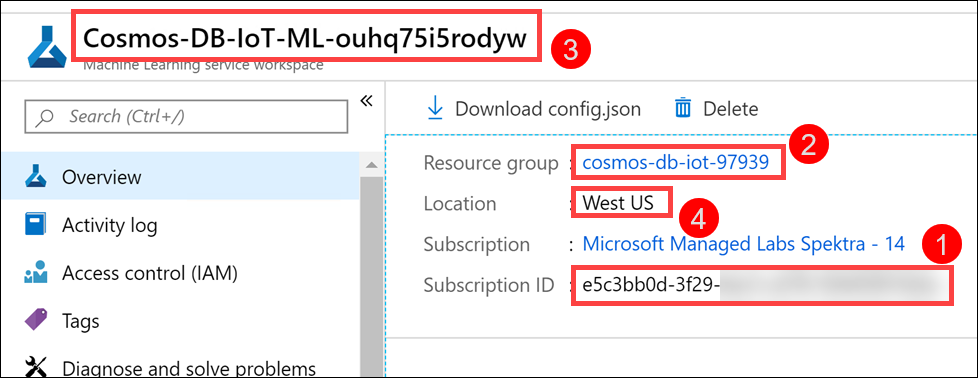 Cosmos-DB-IoT-ML-ouhq75i5rodyw
3
Machine Learning service workspace
Search (Ctrl+/)
«
Download config.json
Delete
2
Overview
Activity log
Access control (IAM)
Tags
Diagnose and solve problems
Resource group : cosmos-db-iot-97939
Location : West US
4
Subscription : Microsoft Managed Labs Spektra - 14
1
Subscription ID : e5c3bb0d-3f29-